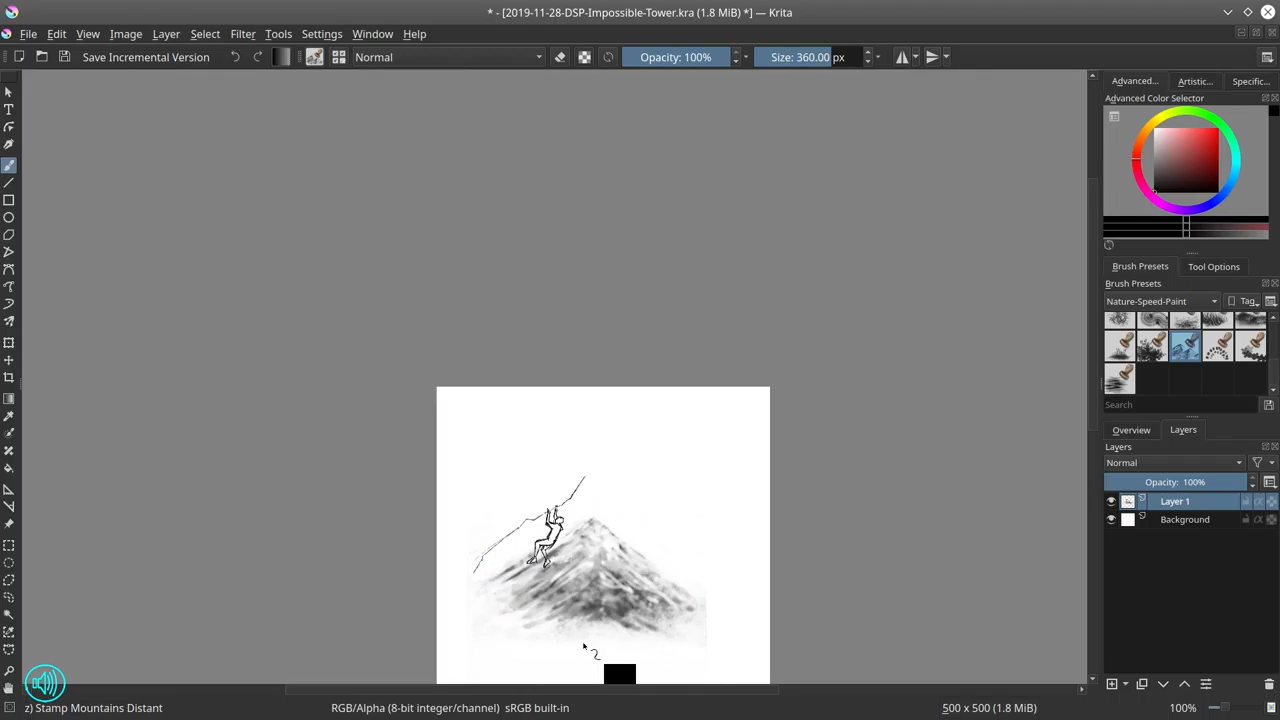 * - [2019-11-28-DSP-Impossible-Tower.kra (1.8 MiB) *] — Krita
File Edit View Image Layer Select Filter Tools Settings Window Help
Save Incremental Version Normal Opacity: 100% Size: 360.00 px
Advanced... Artistic... Specific...
Advanced Color Selector
Brush Presets Tool Options
Brush Presets
Nature-Speed-Paint Tag
Search
Overview Layers
Layers
Normal
Opacity: 100%
Layer 1
Background
z) Stamp Mountains Distant RGB/Alpha (8-bit integer/channel) sRGB built-in 500 x 500 (1.8 MiB) 100%